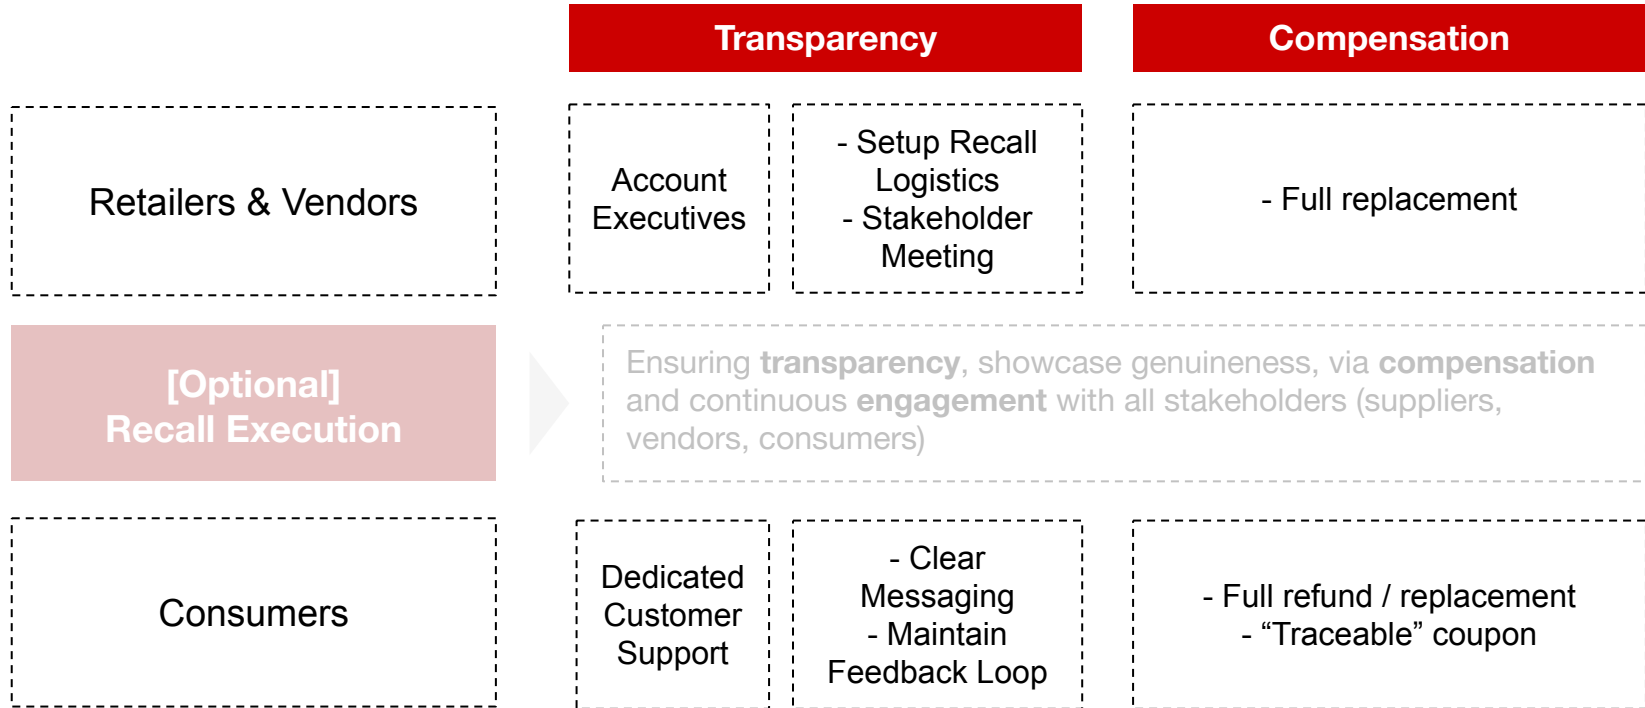 Transparency
Compensation
Retailers & Vendors
Account
Executives
- Setup Recall
Logistics
- Stakeholder
Meeting
- Full replacement
[Optional]
Recall Execution
Ensuring transparency, showcase genuineness, via compensation
and continuous engagement with all stakeholders (suppliers,
vendors, consumers)
Consumers
Dedicated
Customer
Support
- Clear
Messaging
- Maintain
Feedback Loop
- Full refund / replacement
- “Traceable” coupon